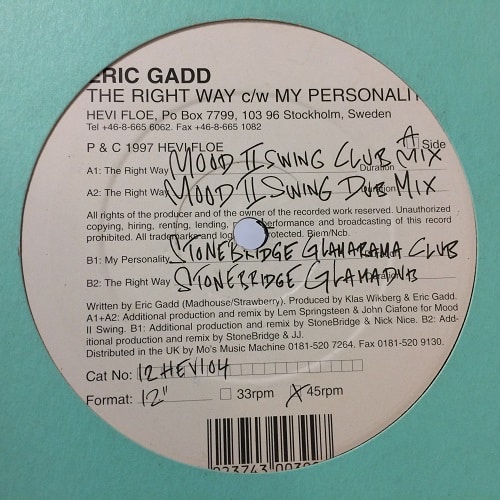 ERIC GADD
THE RIGHT WAY c/w MY PERSONALIT
HEVI FLOE, Po Box 7799, 103 96 Stockholm, Sweden
Tel +46-8-665 6062. Fax +46-8-665 1082
P & C 1997 HEVI FLOE
A Side
A1: The Right Way MOOD II SWING CLUB MIX Duration
A2: The Right Way MOOD II SWING DUB MIX Duration
All rights of the producer and of the owner of the recorded work reserved. Unauthorized
copying, hiring, renting, lending, performance and broadcasting of this record
prohibited. All trademarks and protected. Biem/Ncb.
B1: My Personality STONEBRIDGE GLAMARAMA CLUB
B2: The Right Way STONEBRIDGE GLAMADUB
Written by Eric Gadd (Madhouse/Strawberry). Produced by Klas Wikberg & Eric Gadd.
A1+A2: Additional production and remix by Lem Springsteen & John Ciafone for Mood
II Swing. B1: Additional production and remix by StoneBridge & Nick Nice. B2: Add-
itional production and remix by StoneBridge & JJ.
Distributed in the UK by Mo's Music Machine 0181-520 7264. Fax 0181-520 9130.
Cat No: 12HEVI04
Format: 12" 33rpm X 45rpm